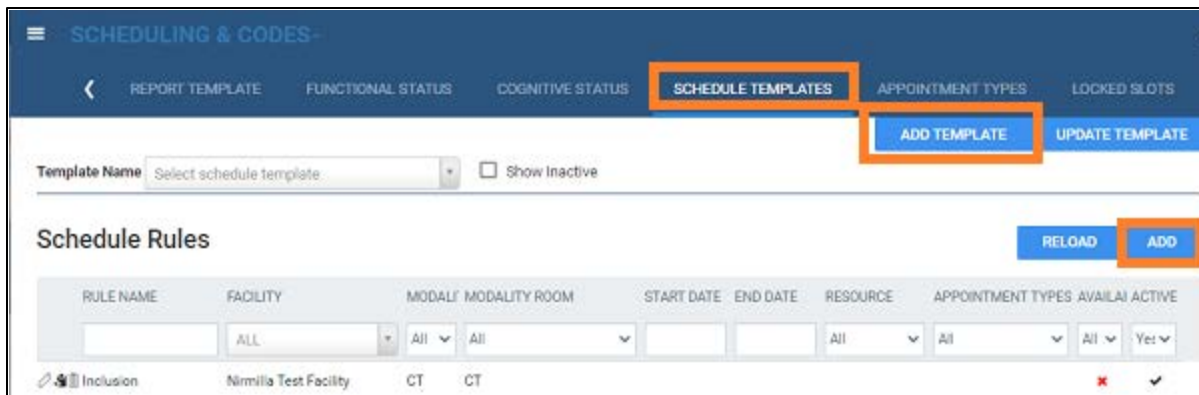 SCHEDULING & CODES-
REPORT TEMPLATE FUNCTIONAL STATUS COGNITIVE STATUS SCHEDULE TEMPLATES APPOINTMENT TYPES LOCKED SLOTS
ADD TEMPLATE UPDATE TEMPLATE
Template Name Select schedule template Show Inactive
Schedule Rules RELOAD ADD
RULE NAME FACILITY MODALI MODALITY ROOM START DATE END DATE RESOURCE APPOINTMENT TYPES AVAILAI ACTIVE
ALL All All All All All Yes
Inclusion Nirmilla Test Facility CT CT